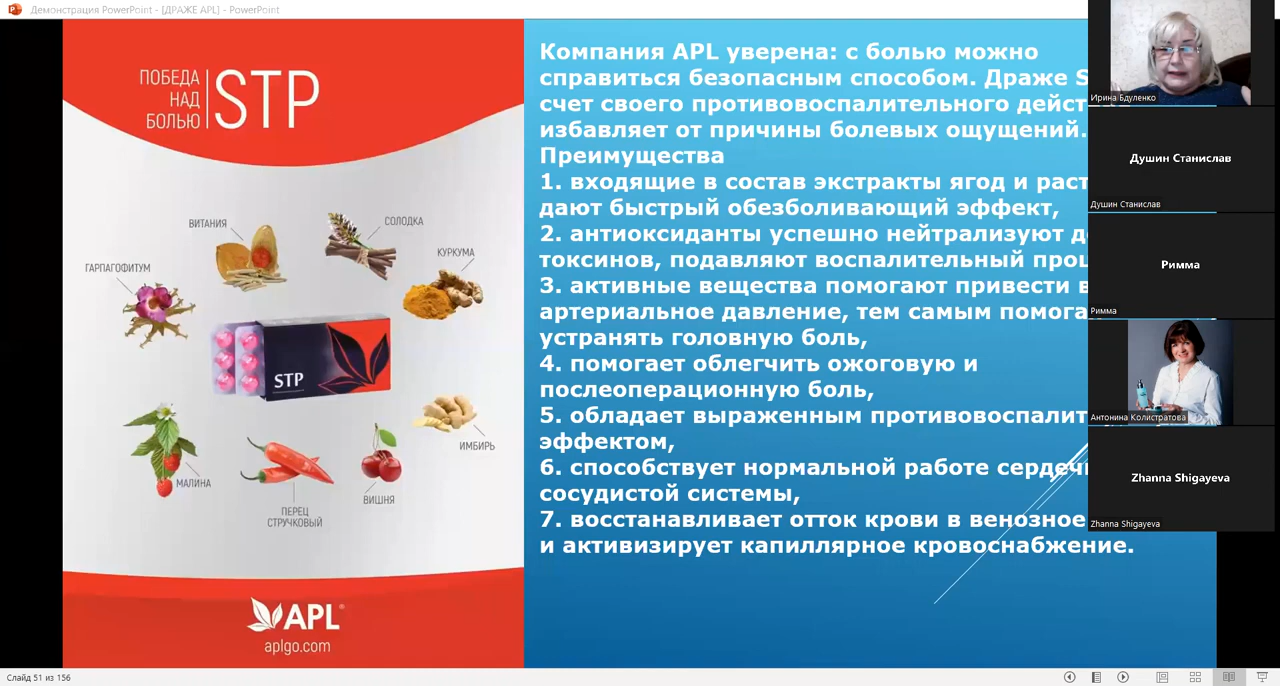 Демонстрация PowerPoint - [ДРАЖЕ APL] - PowerPoint
ПОБЕДА
НАД
БОЛЬЮ
STP
ВИТАНИЯ
СОЛОДКА
КУРКУМА
ГАРПАГОФИТУМ
STP
ИМБИРЬ
МАЛИНА
ПЕРЕЦ
СТРУЧКОВЫЙ
ВИШНЯ
APL
aplgo.com
Компания APL уверена: с болью можно
справиться безопасным способом. Драже
счет своего противовоспалительного
избавляет от причины болевых ощущений.
Преимущества
1. входящие в состав экстракты ягод и
дают быстрый обезболивающий эффект,
2. антиоксиданты успешно нейтрализуют
токсинов, подавляют воспалительный
3. активные вещества помогают привести
артериальное давление, тем самым
устранять головную боль,
4. помогает облегчить ожоговую и
послеоперационную боль,
5. обладает выраженным
эффектом,
6. способствует нормальной работе
сосудистой системы,
7. восстанавливает отток крови в венозное
и активизирует капиллярное кровоснабжение.
Ирина Бдуленко
Душин Станислав
Душин Станислав
Римма
Римма
Антонина Колистратова
Zhanna Shigayeva
Zhanna Shigayeva
Слайд 51 из 156